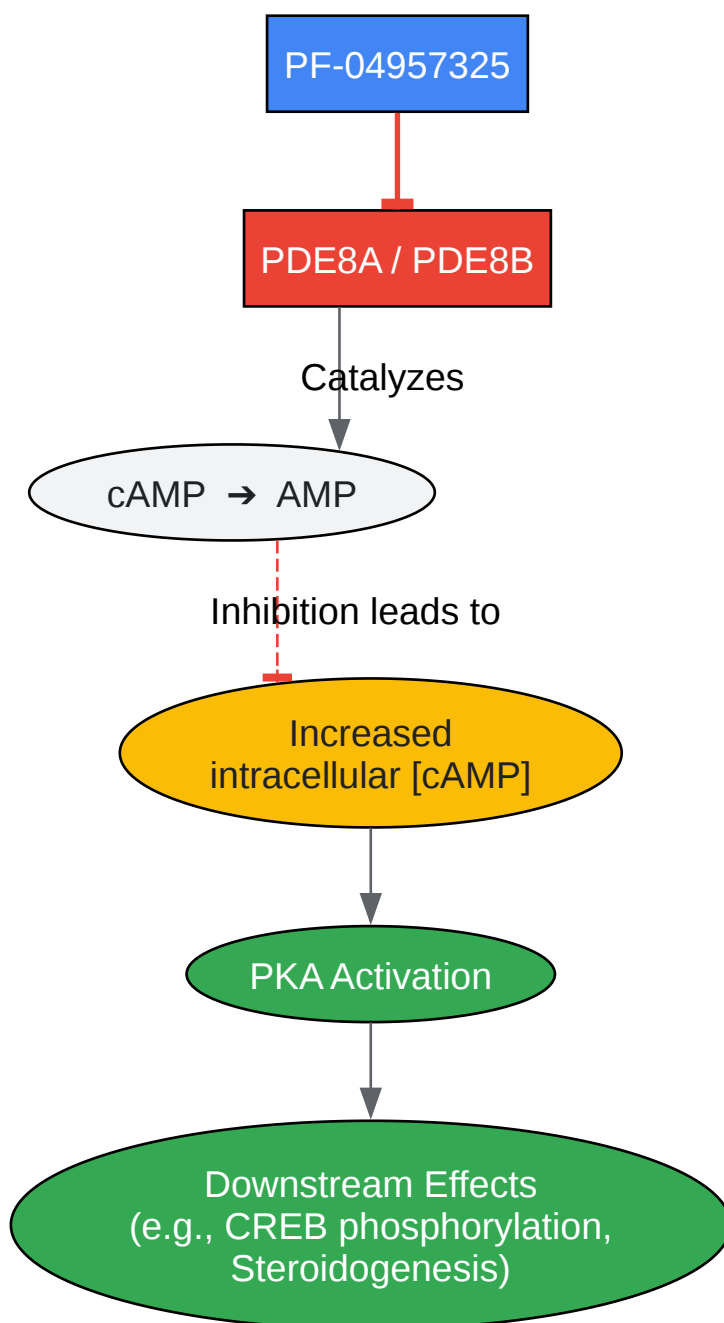 PF-04957325
PDE8A / PDE8B
Catalyzes
cAMP ➔ AMP
Inhibition leads to
Increased
intracellular [cAMP]
PKA Activation
Downstream Effects
(e.g., CREB phosphorylation,
Steroidogenesis)